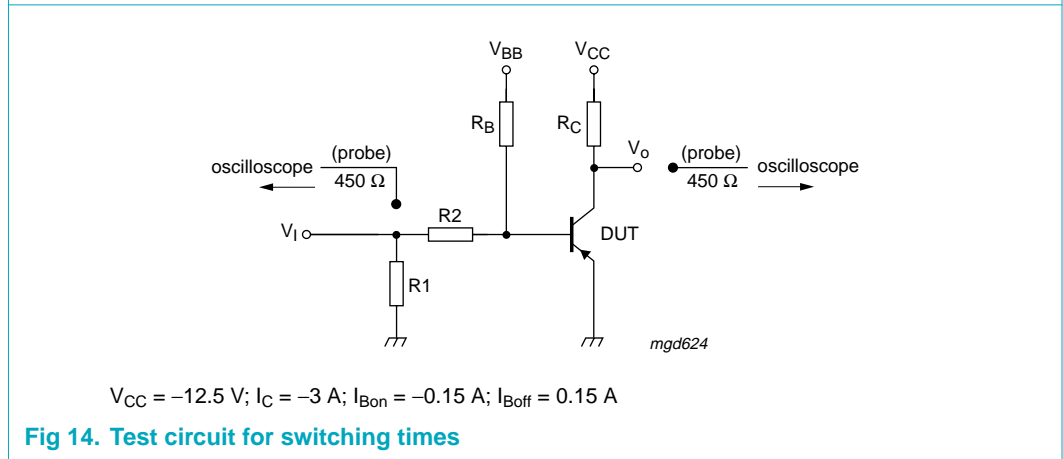 VBB
VCC
RB
RC
Vo
(probe)
450 Ω
oscilloscope
(probe)
450 Ω
oscilloscope
R2
VI
DUT
R1
mgd624
VCC = −12.5 V; IC = −3 A; IBon = −0.15 A; IBoff = 0.15 A
Fig 14. Test circuit for switching times